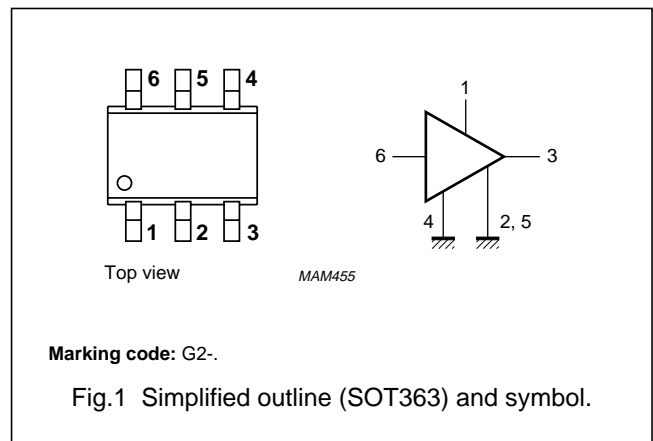 6 5 4
1
6 3
4 2, 5
1 2 3
Top view MAM455
Marking code: G2-.
Fig.1 Simplified outline (SOT363) and symbol.